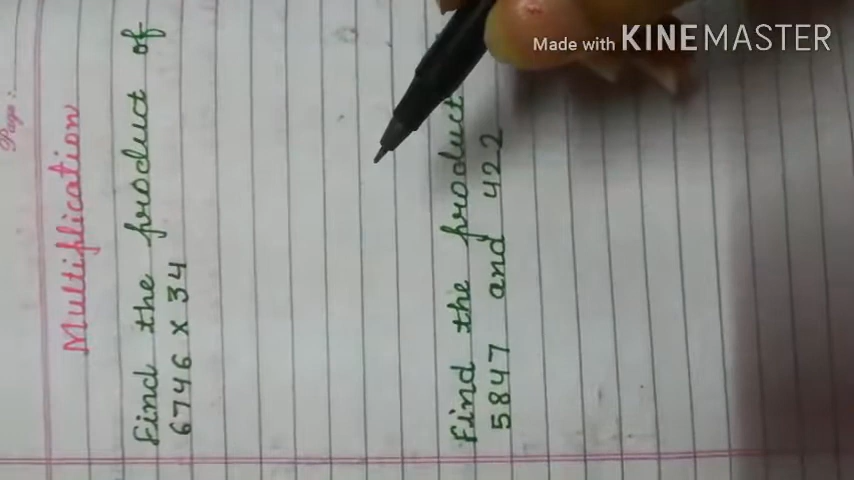 Page :
Multiplication
Find the product of
6746 x 34
Find the product
5847 and 422
Made with KINEMASTER